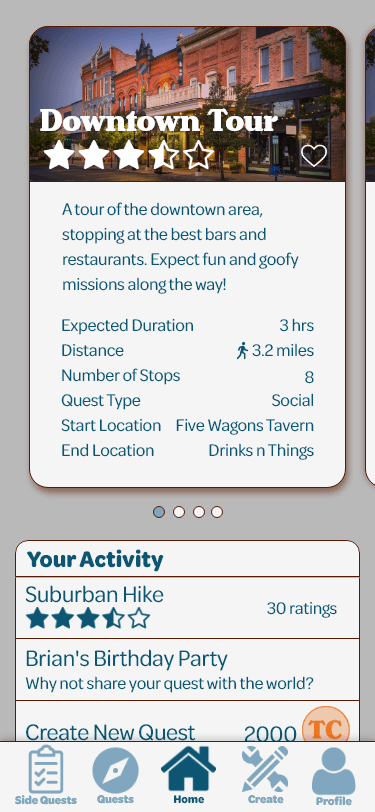 Downtown Tour
A tour of the downtown area,
stopping at the best bars and
restaurants. Expect fun and goofy
missions along the way!
Expected Duration 3 hrs
Distance 3.2 miles
Number of Stops 8
Quest Type Social
Start Location Five Wagons Tavern
End Location Drinks n Things
Your Activity
Suburban Hike
30 ratings
Brian's Birthday Party
Why not share your quest with the world?
Create New Quest 2000 TC
Side Quests Quests Home Create Profile